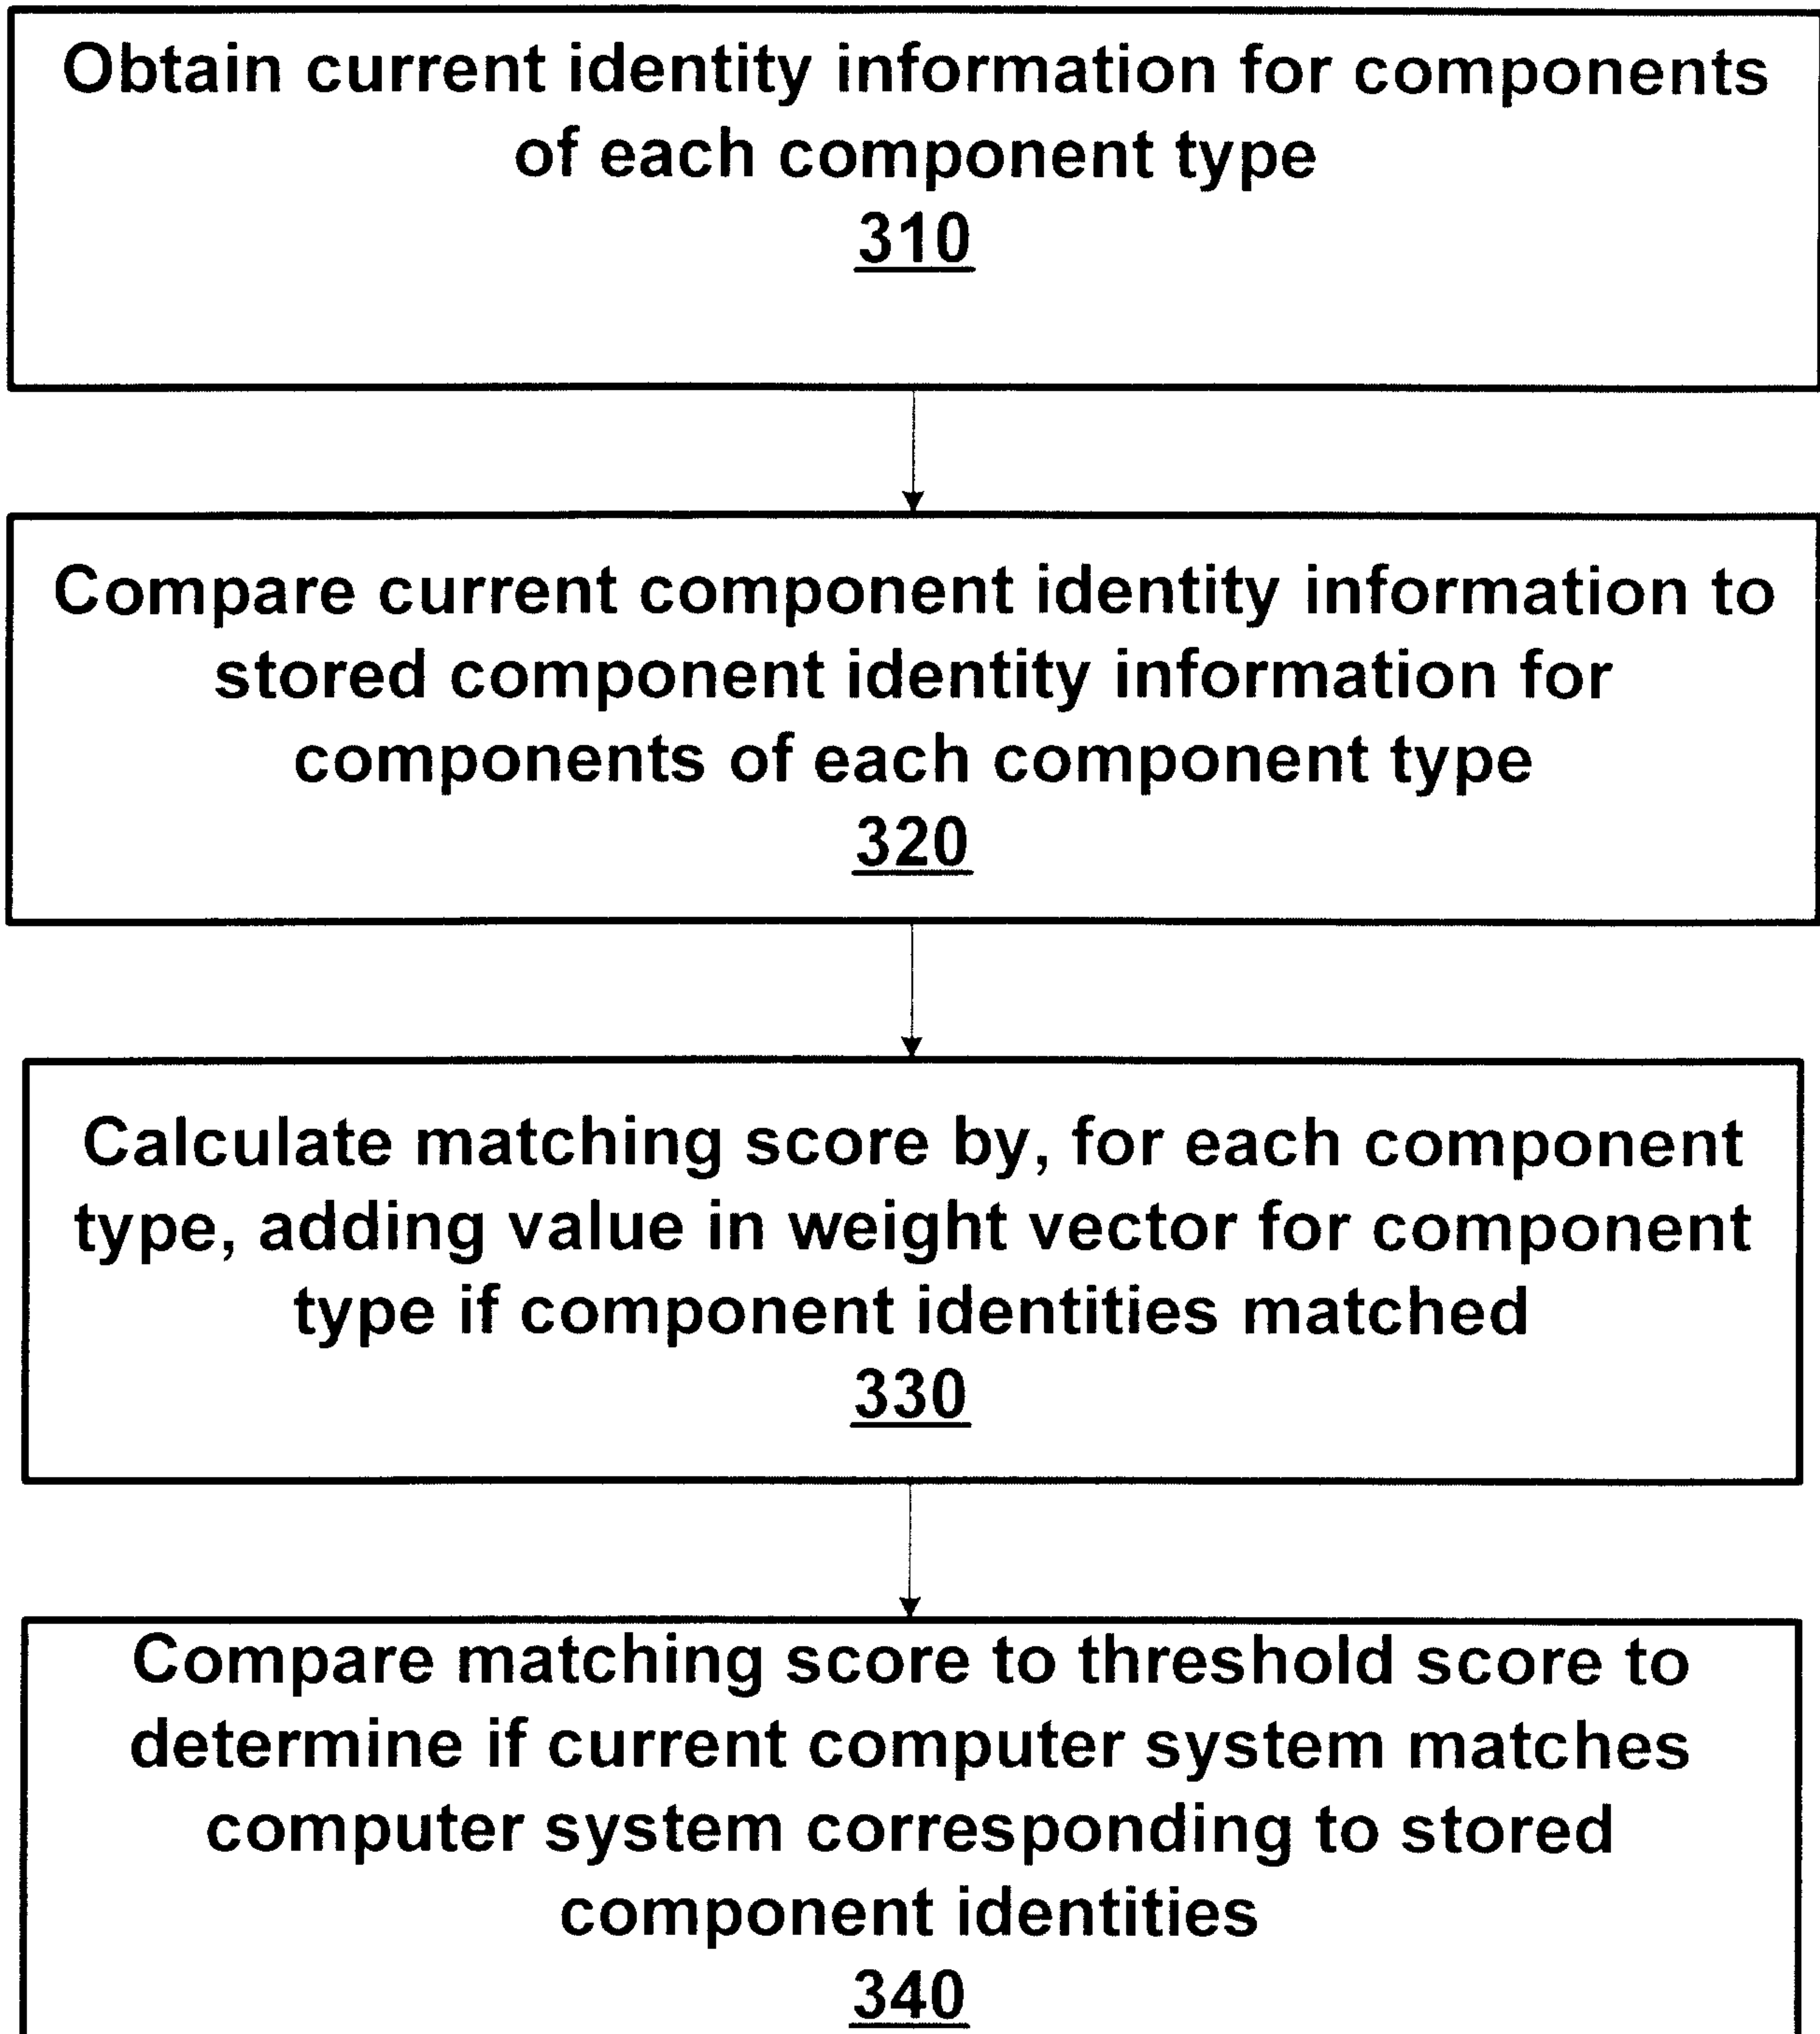 Obtain current identity information for components
of each component type
310
Compare current component identity information to
stored component identity information for
components of each component type
320
Calculate matching score by, for each component
type, adding value in weight vector for component
type if component identities matched
330
Compare matching score to threshold score to
determine if current computer system matches
computer system corresponding to stored
component identities
340